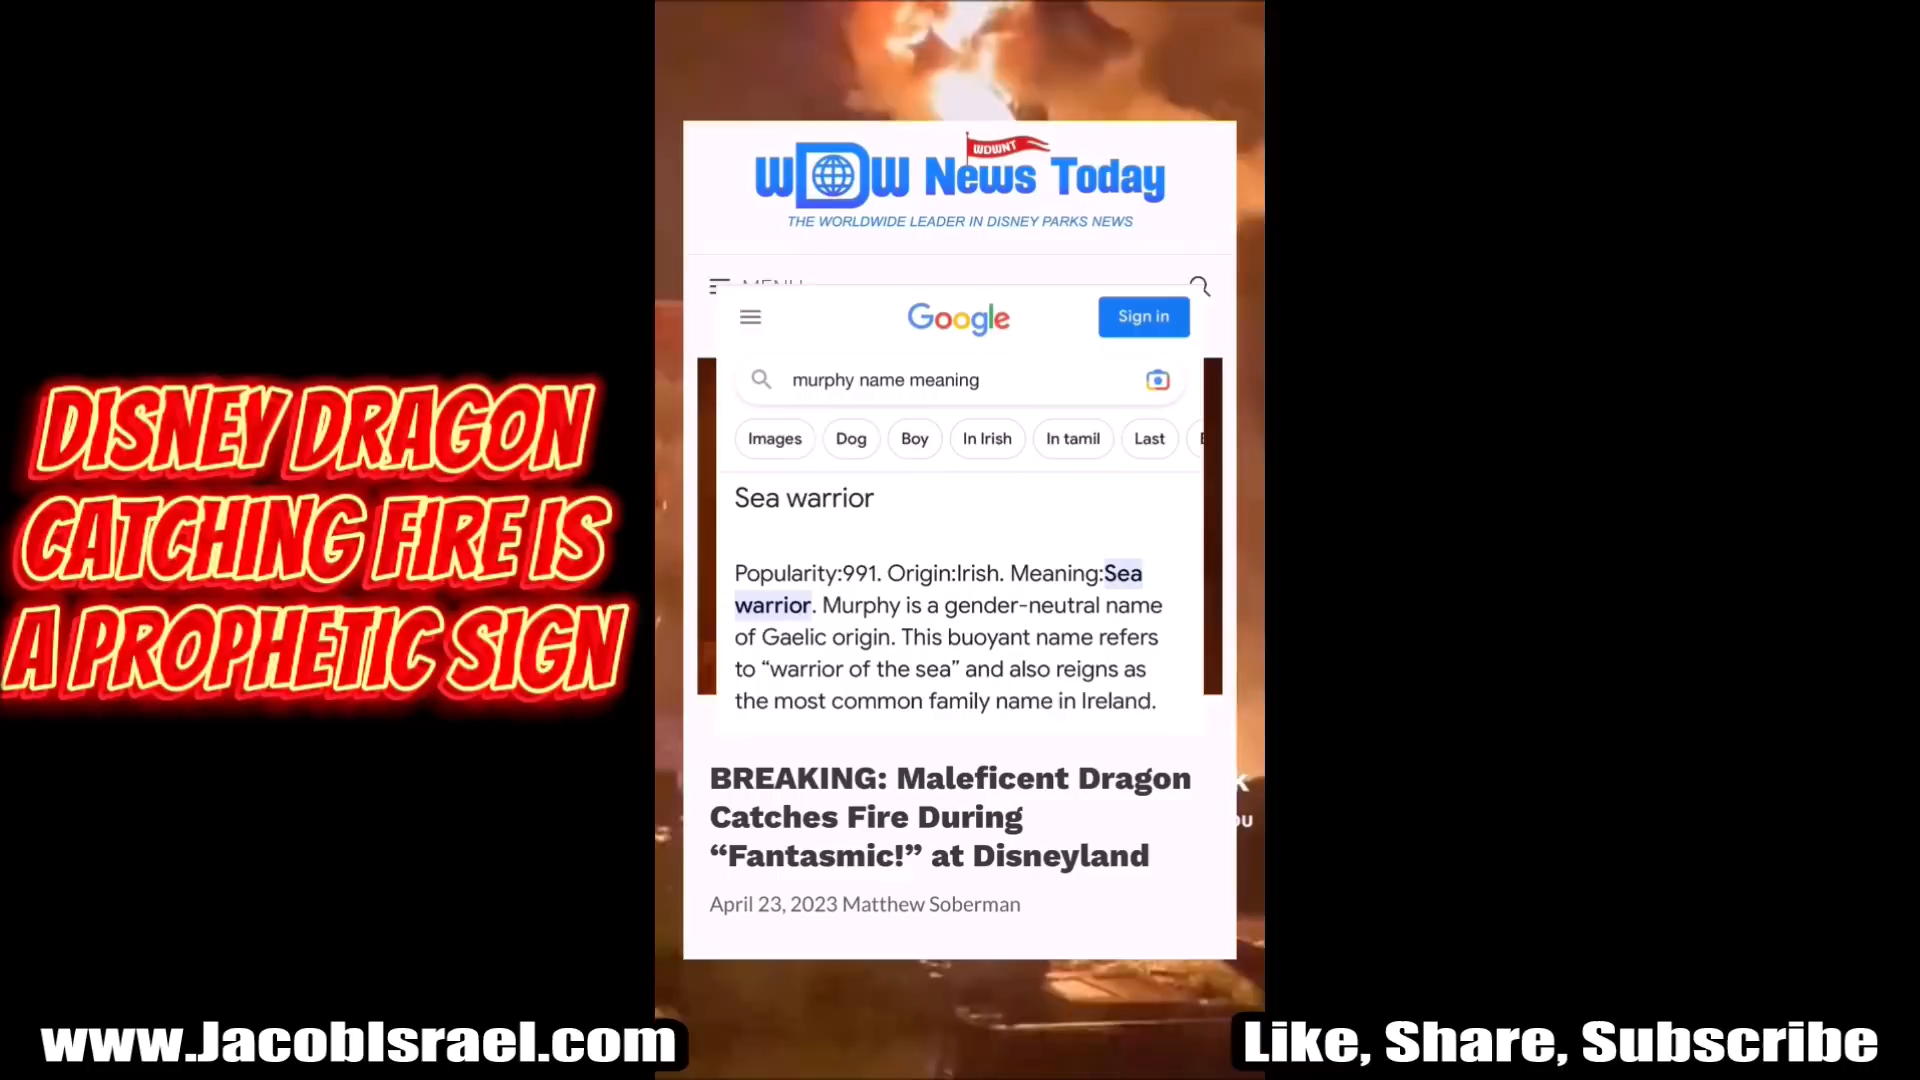 DISNEY DRAGON
CATCHING FIRE IS
A PROPHETIC SIGN
WDWNT
WDW News Today
THE WORLDWIDE LEADER IN DISNEY PARKS NEWS
MENU
Google
Sign in
murphy name meaning
Images Dog Boy In Irish In tamil Last
Sea warrior
Popularity:991. Origin:Irish. Meaning:Sea
warrior. Murphy is a gender-neutral name
of Gaelic origin. This buoyant name refers
to “warrior of the sea” and also reigns as
the most common family name in Ireland.
BREAKING: Maleficent Dragon
Catches Fire During
“Fantasmic!” at Disneyland
April 23, 2023 Matthew Soberman
www.JacobIsrael.com
Like, Share, Subscribe